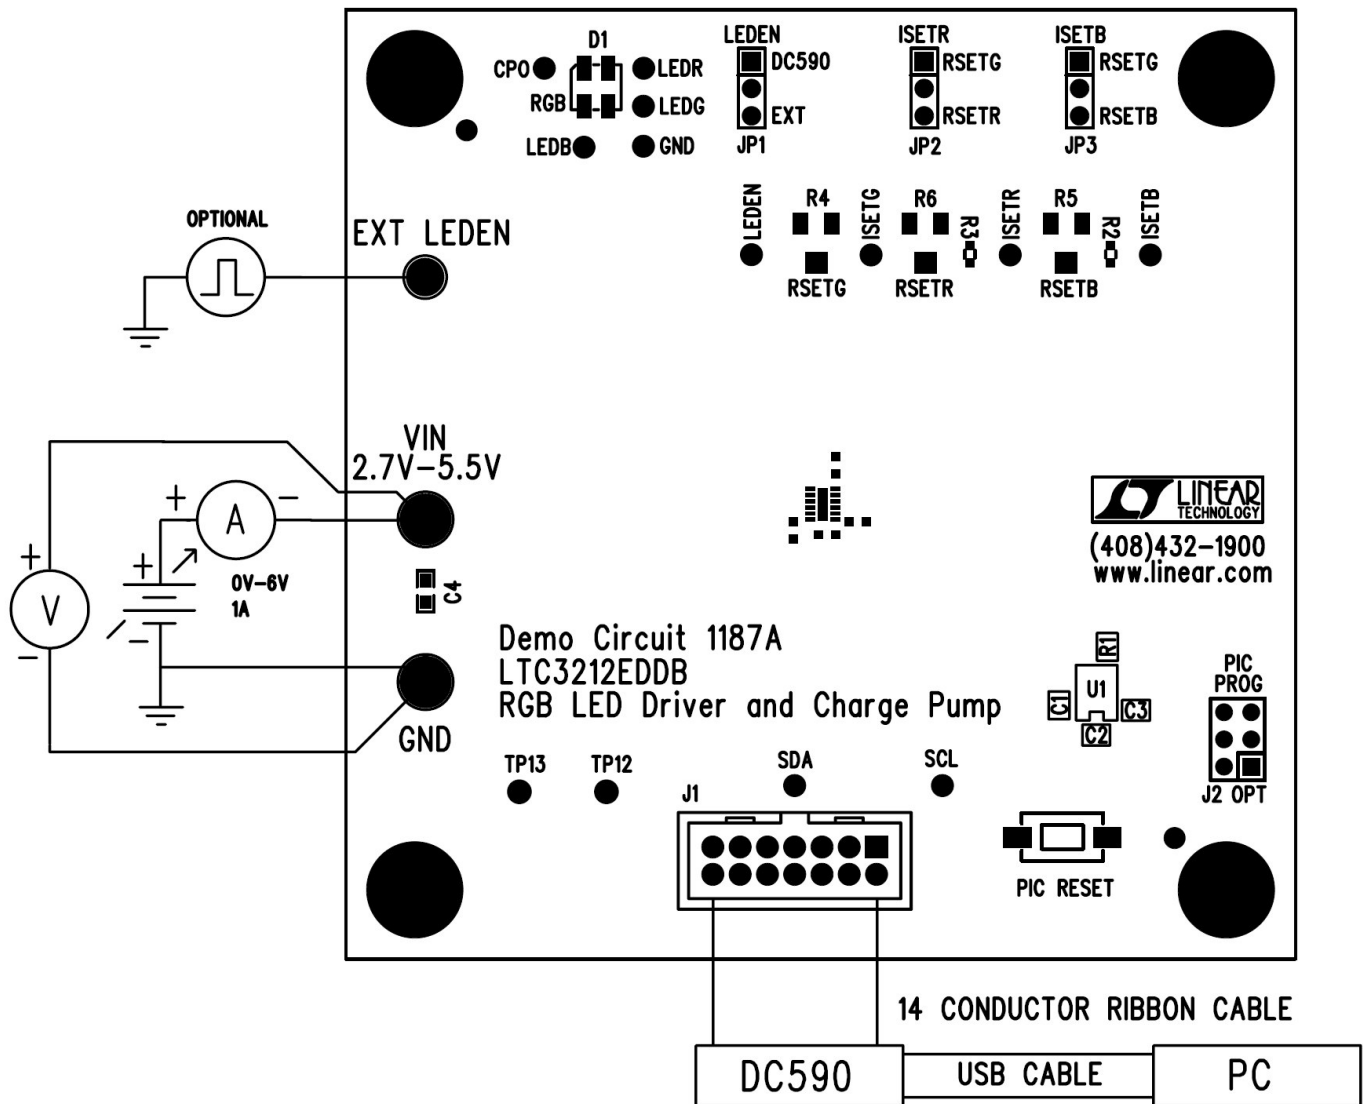 D1
CPO
LEDR
RGB
LEDG
LEDB
GND
LEDEN
DC590
EXT
JP1
ISETR
RSETG
RSETR
JP2
ISETB
RSETG
RSETB
JP3
LEDEN
R4
RSETG
ISETG
R6
RSETR
R3
ISETR
R5
RSETB
R2
ISETB
OPTIONAL
EXT LEDEN
VIN
2.7V-5.5V
+
A
-
+
V
-
+
-
0V-6V
1A
C4
GND
LINEAR
TECHNOLOGY
(408)432-1900
www.linear.com
Demo Circuit 1187A
LTC3212EDDB
RGB LED Driver and Charge Pump
R1
U1
C1
C3
C2
PIC
PROG
J2 OPT
TP13
TP12
SDA
SCL
J1
PIC RESET
14 CONDUCTOR RIBBON CABLE
DC590
USB CABLE
PC